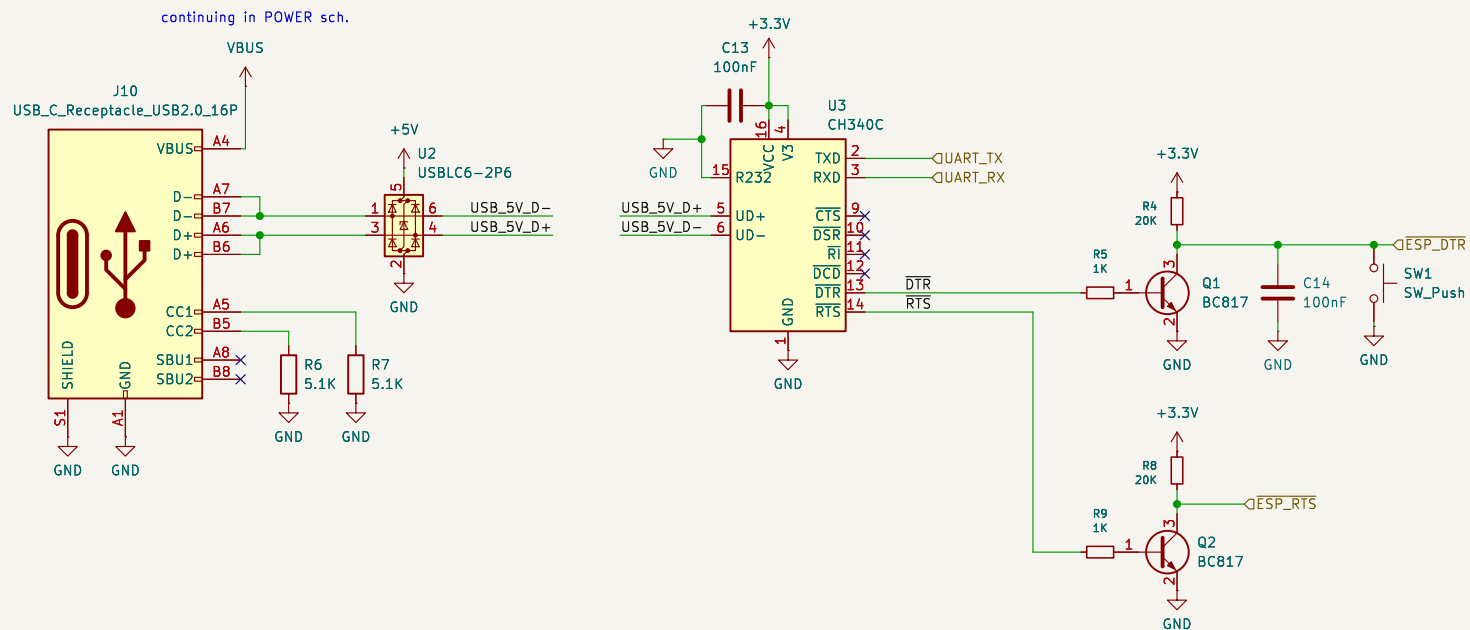 continuing in POWER sch.
VBUS
J10
USB_C_Receptacle_USB2.0_16P
VBUS
A4
D-
A7
D-
B7
D+
A6
D+
B6
CC1
A5
CC2
B5
SBU1
A8
SBU2
B8
SHIELD
GND
S1
A1
GND
GND
R6
5.1K
GND
R7
5.1K
GND
+5V
U2
USBLC6-2P6
5
1
6
3
4
2
GND
USB_5V_D-
USB_5V_D+
+3.3V
C13
100nF
GND
U3
CH340C
16
4
VCC
V3
15
R232
USB_5V_D+
5
UD+
USB_5V_D-
6
UD-
TXD
2
UART_TX
RXD
3
UART_RX
CTS
9
DSR
10
RI
11
DCD
12
DTR
13
DTR
RTS
14
RTS
GND
1
GND
+3.3V
R4
20K
R5
1K
1
3
2
Q1
BC817
GND
C14
100nF
GND
ESP_DTR
SW1
SW_Push
GND
+3.3V
R8
20K
ESP_RTS
R9
1K
1
3
2
Q2
BC817
GND